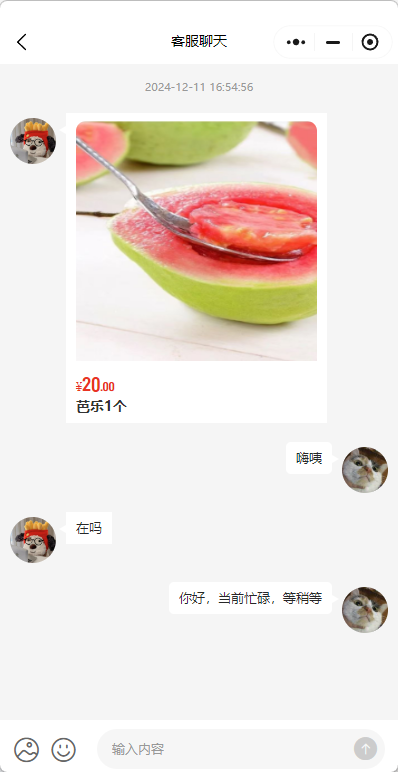 客服聊天
2024-12-11 16:54:56
¥20.00
芭乐1个
嗨咦
在吗
你好，当前忙碌，等稍等
输入内容